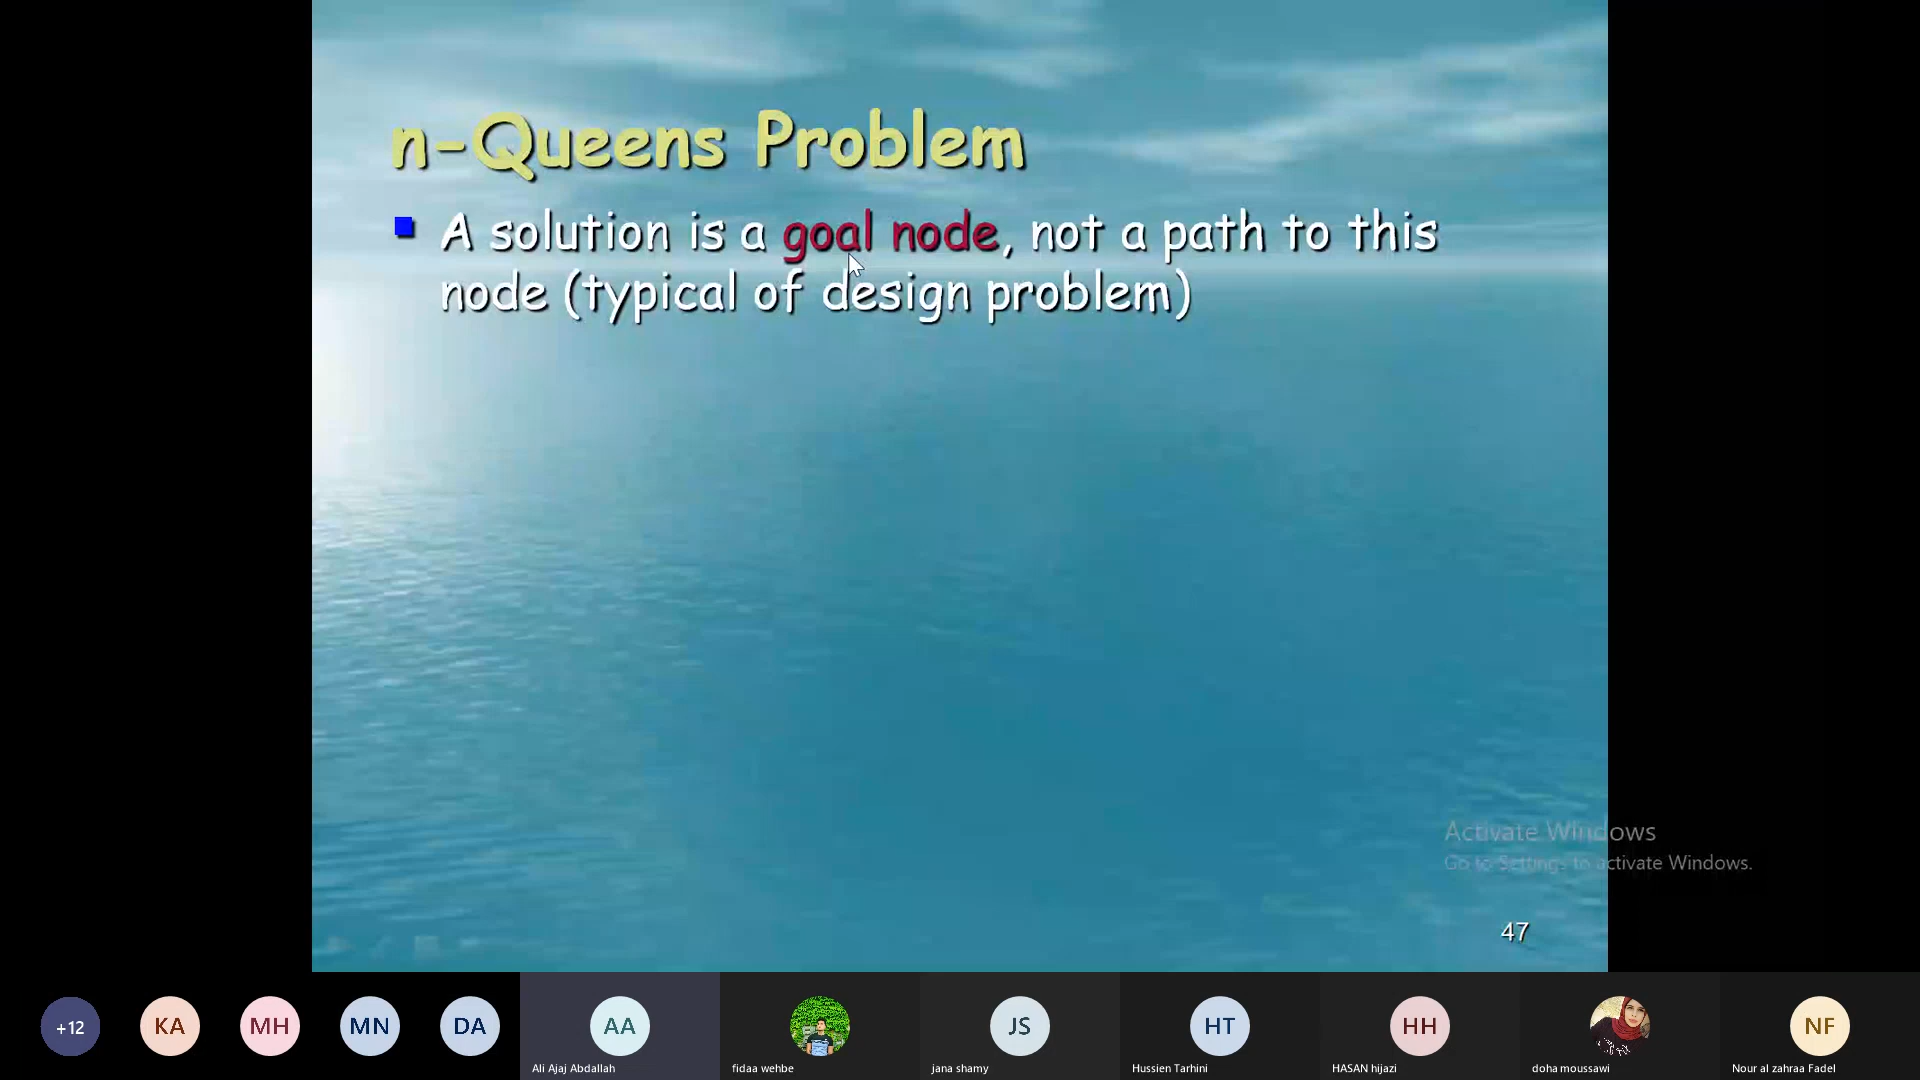 n-Queens Problem
A solution is a goal node, not a path to this
node (typical of design problem)
Activate Windows
Go to Settings to activate Windows.
47
+12
KA
MH
MN
DA
AA
JS
HT
HH
NF
Ali Ajaj Abdallah
fidaa wehbe
jana shamy
Hussien Tarhini
HASAN hijazi
doha moussawi
Nour al zahraa Fadel